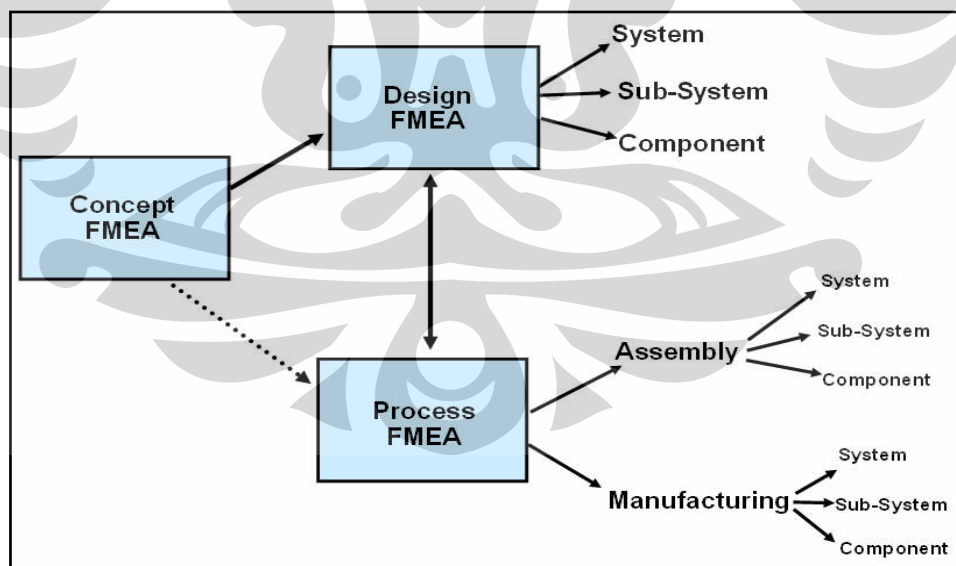 System
Design
FMEA
Sub-System
Component
Concept
FMEA
System
Sub-System
Assembly
Component
Process
FMEA
System
Manufacturing
Sub-System
Component